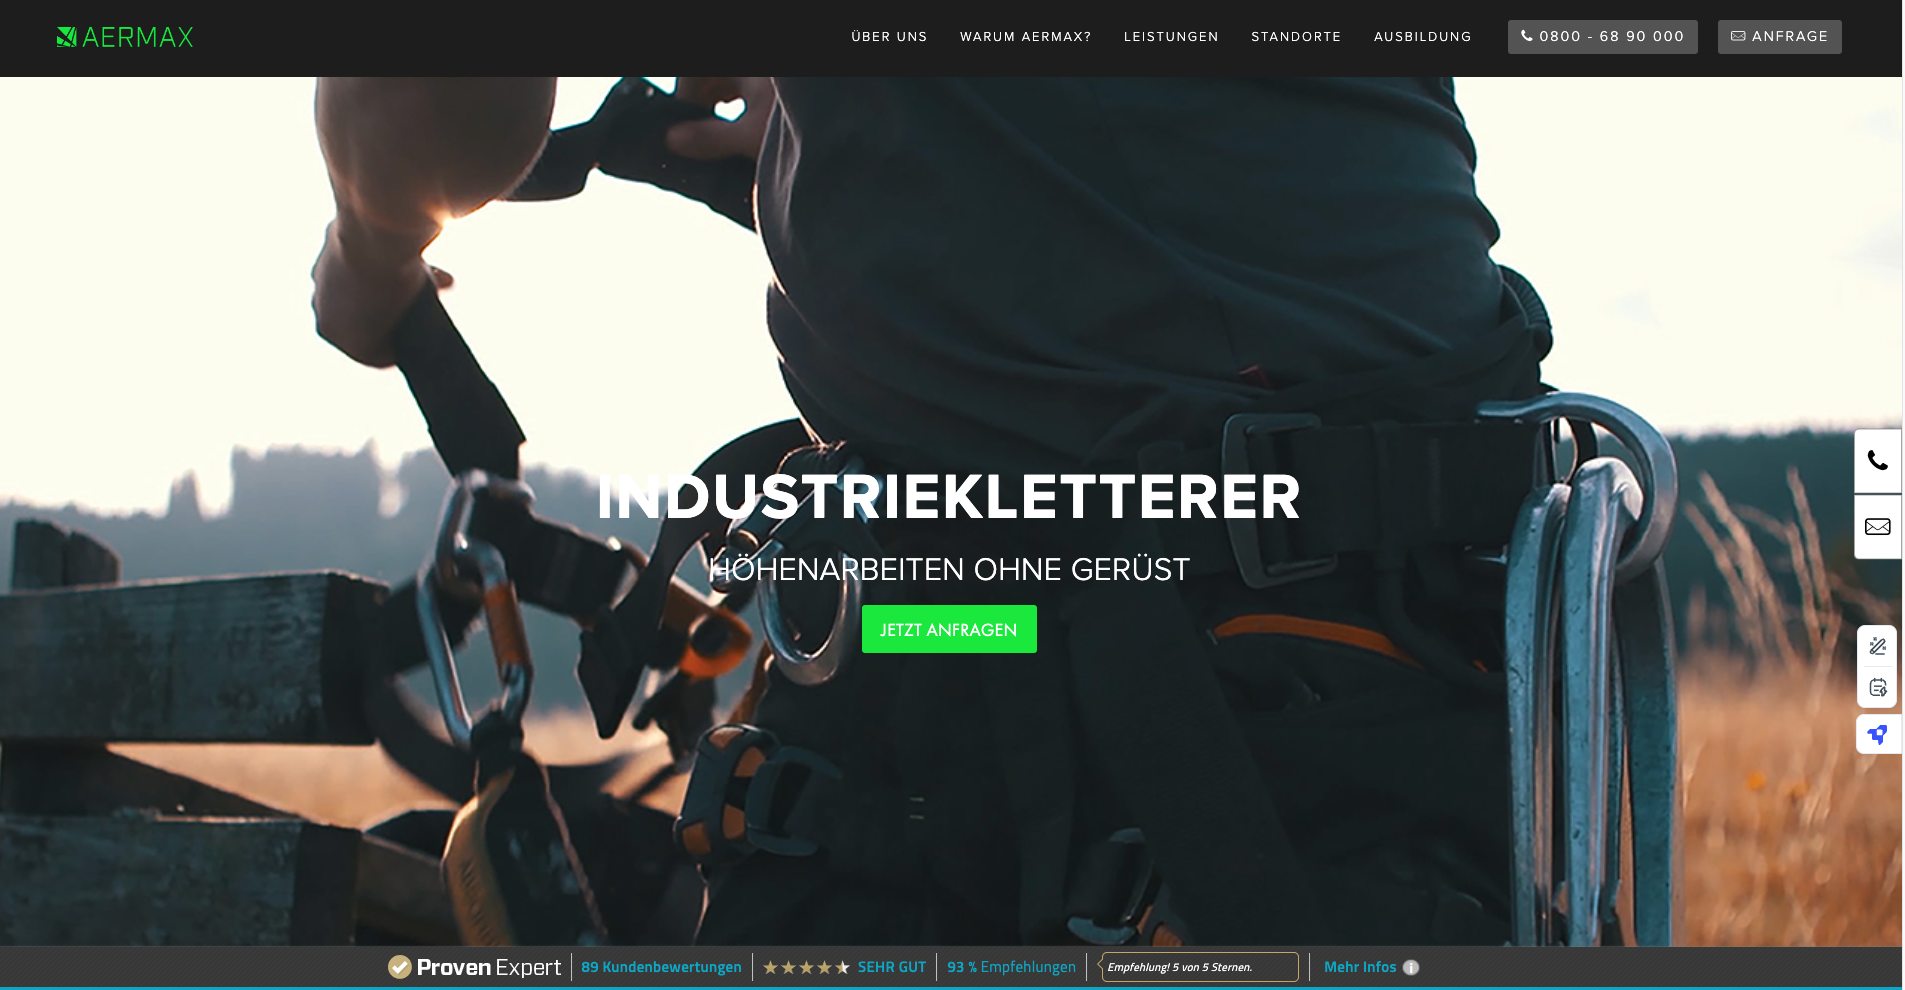 AERMAX
ÜBER UNS
WARUM AERMAX?
LEISTUNGEN
STANDORTE
AUSBILDUNG
0800 - 68 90 000
ANFRAGE
INDUSTRIEKLETTERER
HÖHENARBEITEN OHNE GERÜST
JETZT ANFRAGEN
Proven Expert
89 Kundenbewertungen
SEHR GUT
93 % Empfehlungen
Empfehlung! 5 von 5 Sternen.
Mehr Infos i